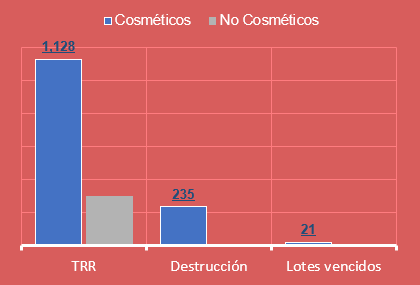 Cosméticos No Cosméticos
1,128
235
21
TRR Destrucción Lotes vencidos